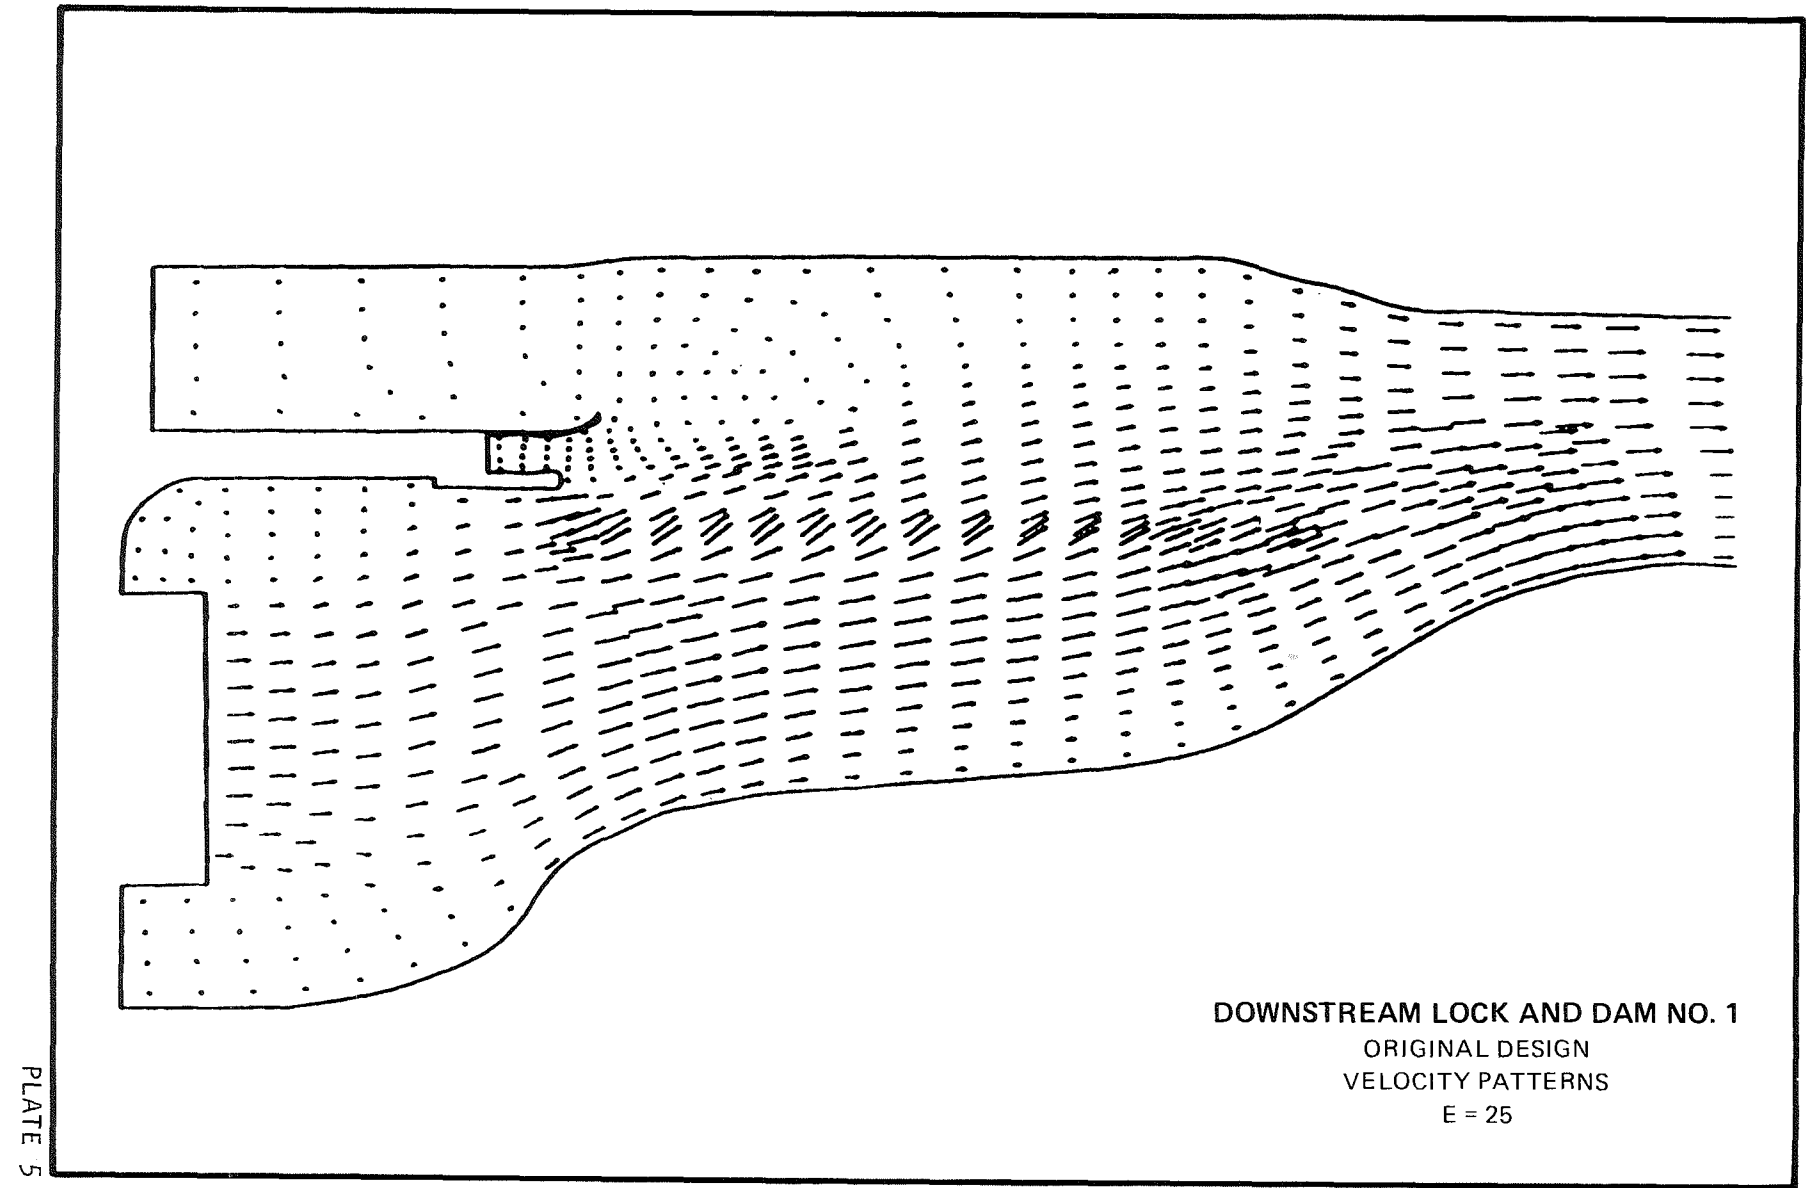 DOWNSTREAM LOCK AND DAM NO. 1
ORIGINAL DESIGN
VELOCITY PATTERNS
E = 25
PLATE 5